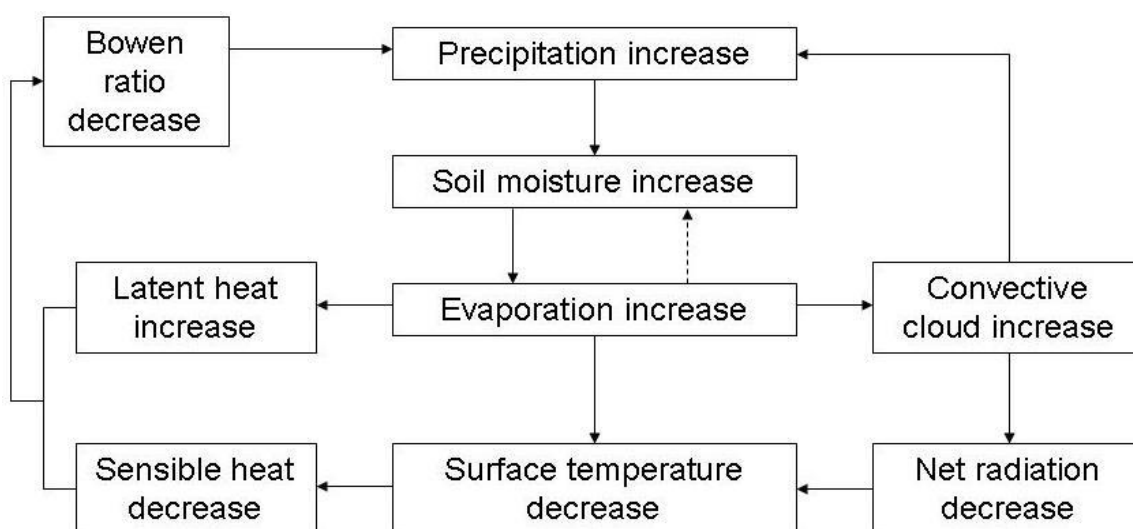 Bowen
ratio
decrease
Precipitation increase
Soil moisture increase
Latent heat
increase
Evaporation increase
Convective
cloud increase
Sensible heat
decrease
Surface temperature
decrease
Net radiation
decrease